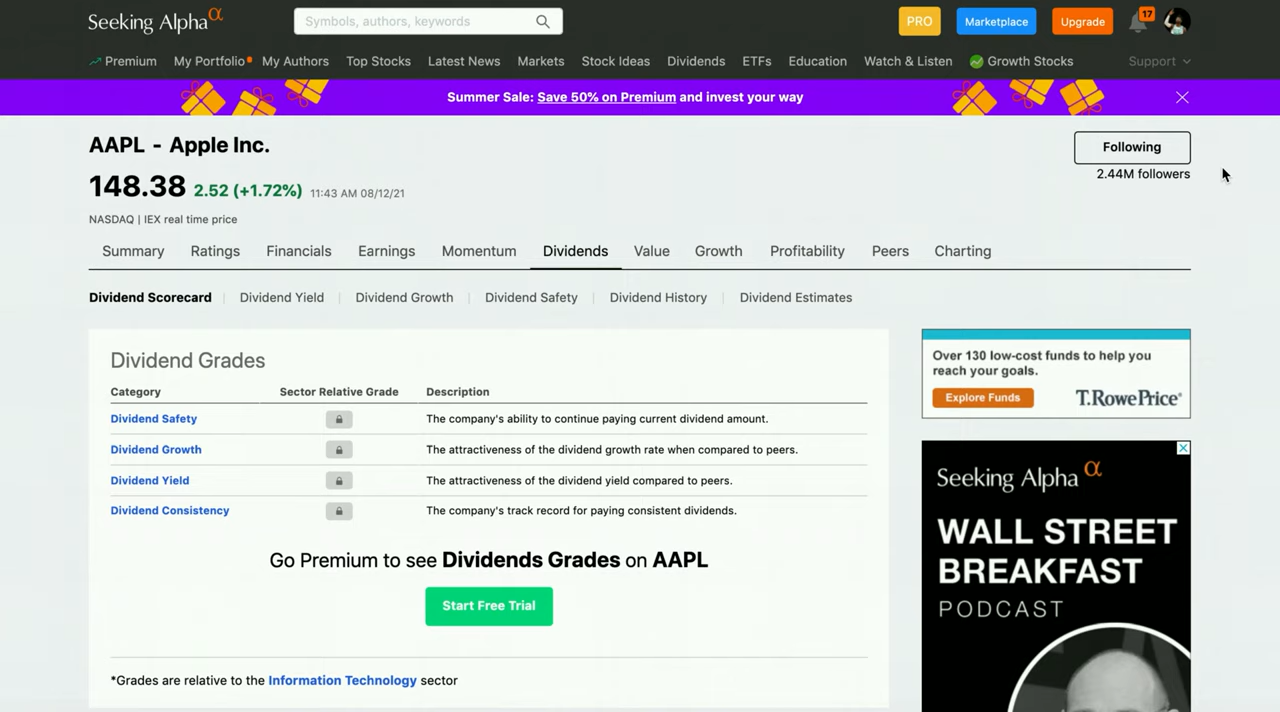 Seeking Alpha α
Symbols, authors, keywords
PRO
Marketplace
Upgrade
17
Premium My Portfolio My Authors Top Stocks Latest News Markets Stock Ideas Dividends ETFs Education Watch & Listen Growth Stocks Support
Summer Sale: Save 50% on Premium and invest your way
AAPL - Apple Inc.
Following
148.38 2.52 (+1.72%) 11:43 AM 08/12/21
2.44M followers
NASDAQ | IEX real time price
Summary Ratings Financials Earnings Momentum Dividends Value Growth Profitability Peers Charting
Dividend Scorecard Dividend Yield Dividend Growth Dividend Safety Dividend History Dividend Estimates
Dividend Grades
Category Sector Relative Grade Description
Dividend Safety The company's ability to continue paying current dividend amount.
Dividend Growth The attractiveness of the dividend growth rate when compared to peers.
Dividend Yield The attractiveness of the dividend yield compared to peers.
Dividend Consistency The company's track record for paying consistent dividends.
Go Premium to see Dividends Grades on AAPL
Start Free Trial
*Grades are relative to the Information Technology sector
Over 130 low-cost funds to help you
reach your goals.
Explore Funds
T.RowePrice®
Seeking Alpha α
WALL STREET
BREAKFAST
PODCAST